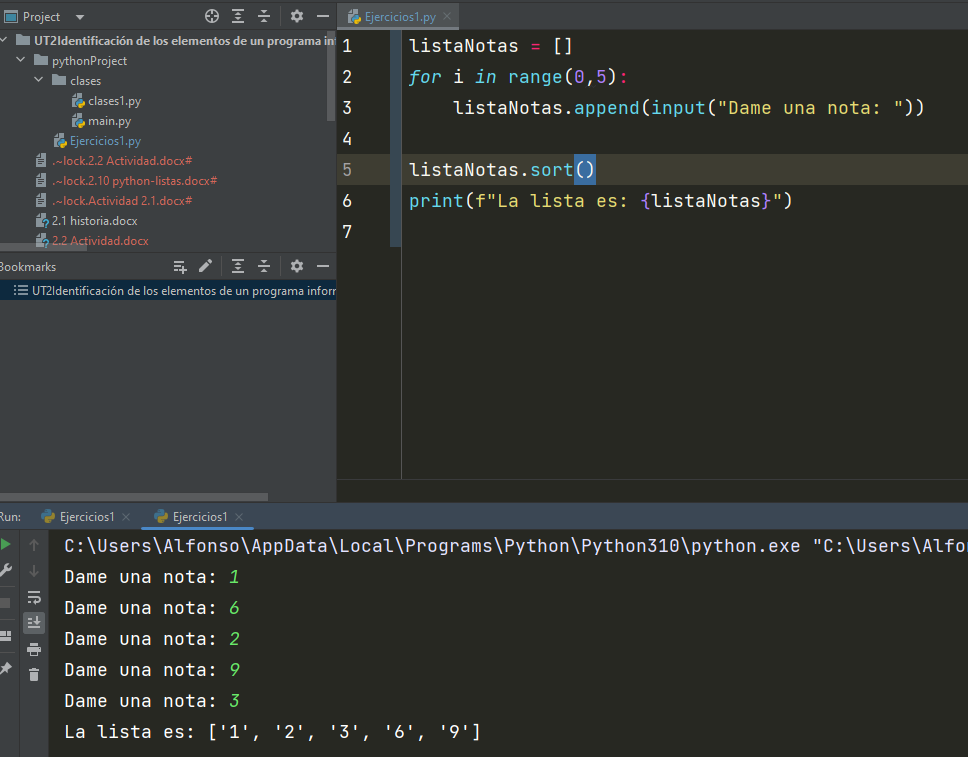 Project
Ejercicios1.py
UT2Identificación de los elementos de un programa in
pythonProject
clases
clases1.py
main.py
Ejercicios1.py
.~lock.2.2 Actividad.docx#
.~lock.2.10 python-listas.docx#
.~lock.Actividad 2.1.docx#
2.1 historia.docx
2.2 Actividad.docx
Bookmarks
UT2Identificación de los elementos de un programa inform
1 listaNotas = []
2 for i in range(0,5):
3 listaNotas.append(input("Dame una nota: "))
4
5 listaNotas.sort()
6 print(f"La lista es: {listaNotas}")
7
Run:
Ejercicios1
Ejercicios1
C:\Users\Alfonso\AppData\Local\Programs\Python\Python310\python.exe "C:\Users\Alfon
Dame una nota: 1
Dame una nota: 6
Dame una nota: 2
Dame una nota: 9
Dame una nota: 3
La lista es: ['1', '2', '3', '6', '9']